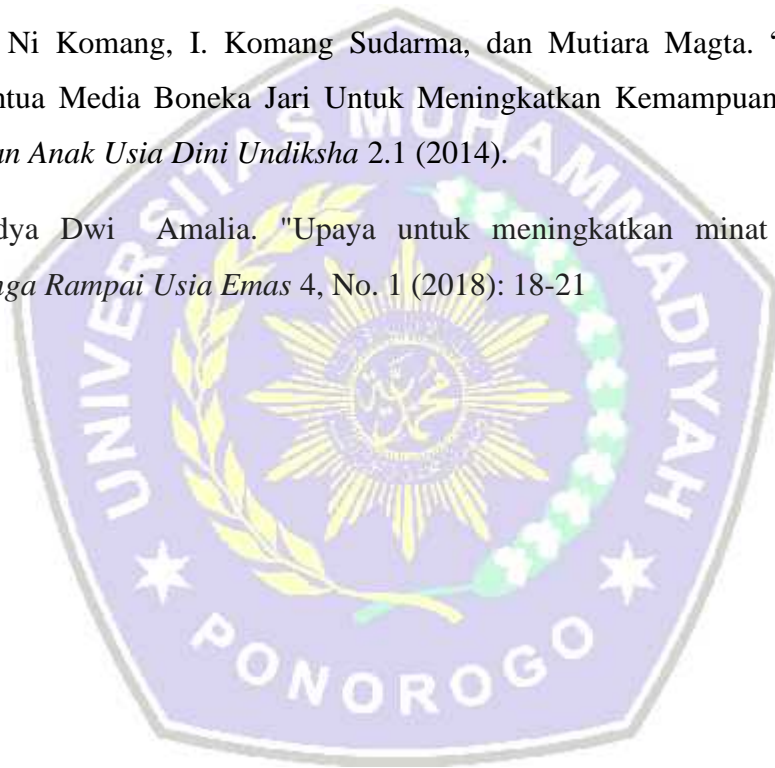 Ni Komang, I. Komang Sudarma, dan Mutiara Magta. “
ntua Media Boneka Jari Untuk Meningkatkan Kemampuan
an Anak Usia Dini Undiksha 2.1 (2014).
dya Dwi Amalia. "Upaya untuk meningkatkan minat
nga Rampai Usia Emas 4, No. 1 (2018): 18-21
UNIVERSITAS MUHAMMADIYAH
PONOROGO